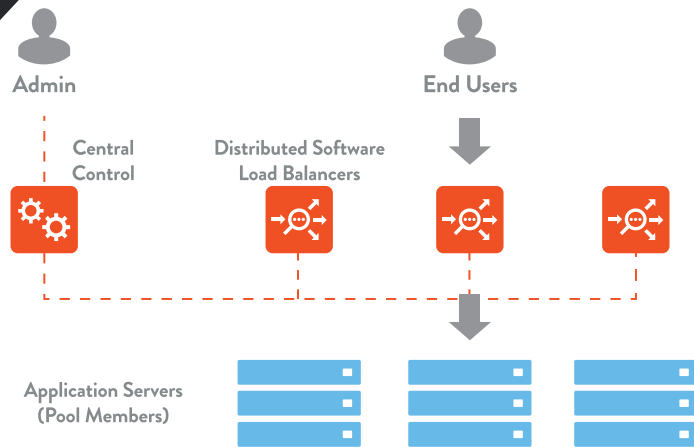 Admin
End Users
Central
Control
Distributed Software
Load Balancers
Application Servers
(Pool Members)